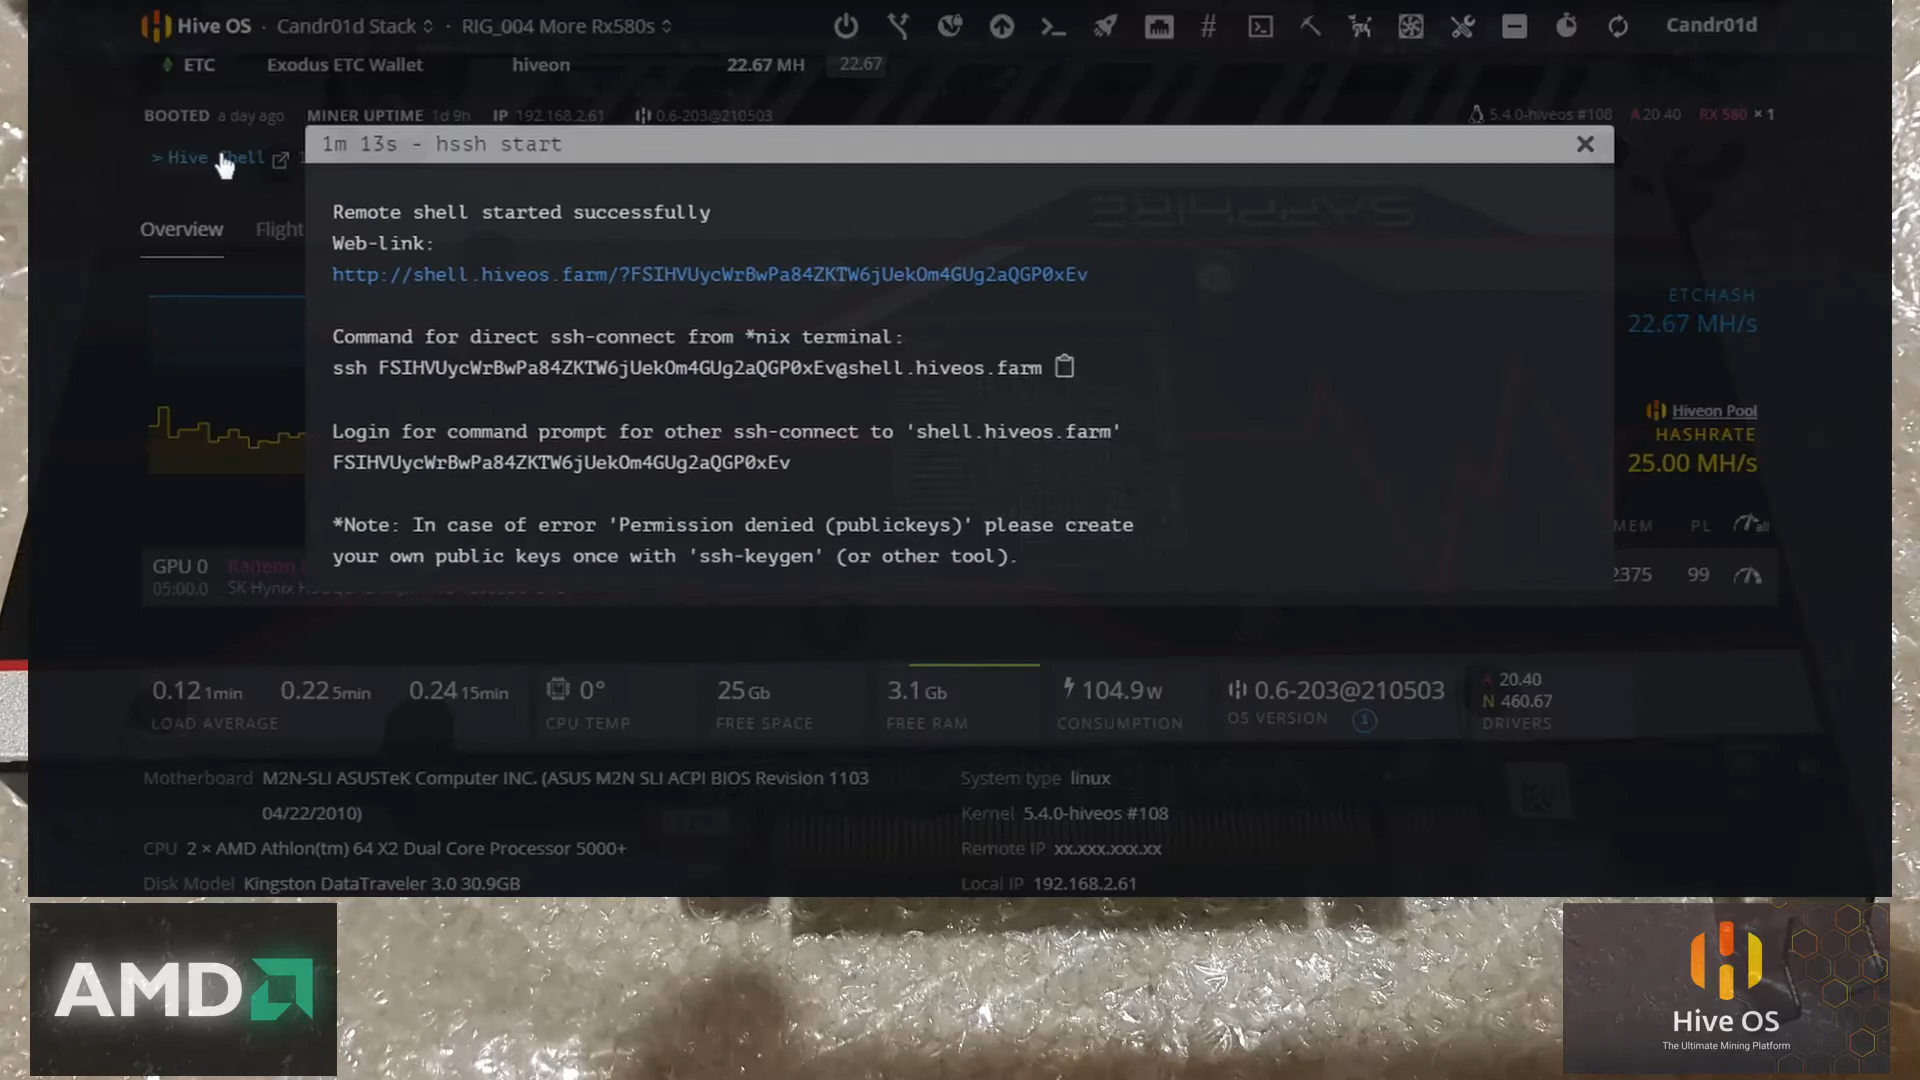 Hive OS · Candr01d Stack · RIG_004 More Rx580s
Candr01d
ETC Exodus ETC Wallet hiveon 22.67 MH 22.67
BOOTED a day ago MINER UPTIME 1d 9h IP 192.168.2.61 0.6-203@210503
5.4.0-hiveos #108 A 20.40 RX 580 × 1
1m 13s - hssh start
> Hive Shell
Remote shell started successfully
Overview Flight
Web-link:
http://shell.hiveos.farm/?FSIHVUycWrBwPa84ZKTW6jUekOm4GUg2aQGP0xEv
SAPPHIRE
ETCHASH
22.67 MH/s
Command for direct ssh-connect from *nix terminal:
ssh FSIHVUycWrBwPa84ZKTW6jUekOm4GUg2aQGP0xEv@shell.hiveos.farm
Login for command prompt for other ssh-connect to 'shell.hiveos.farm'
FSIHVUycWrBwPa84ZKTW6jUekOm4GUg2aQGP0xEv
Hiveon Pool
HASHRATE
25.00 MH/s
*Note: In case of error 'Permission denied (publickeys)' please create
your own public keys once with 'ssh-keygen' (or other tool).
MEM PL
GPU 0 Radeon
05:00.0 SK Hynix
2375 99
0.12 1min 0.22 5min 0.24 15min
LOAD AVERAGE
0°
CPU TEMP
25 Gb
FREE SPACE
3.1 Gb
FREE RAM
104.9 W
CONSUMPTION
0.6-203@210503
OS VERSION
A 20.40
N 460.67
DRIVERS
Motherboard M2N-SLI ASUSTeK Computer INC. (ASUS M2N SLI ACPI BIOS Revision 1103
04/22/2010)
CPU 2 × AMD Athlon(tm) 64 X2 Dual Core Processor 5000+
Disk Model Kingston DataTraveler 3.0 30.9GB
System type linux
Kernel 5.4.0-hiveos #108
Remote IP xx.xxx.xxx.xx
Local IP 192.168.2.61
AMD
Hive OS
The Ultimate Mining Platform